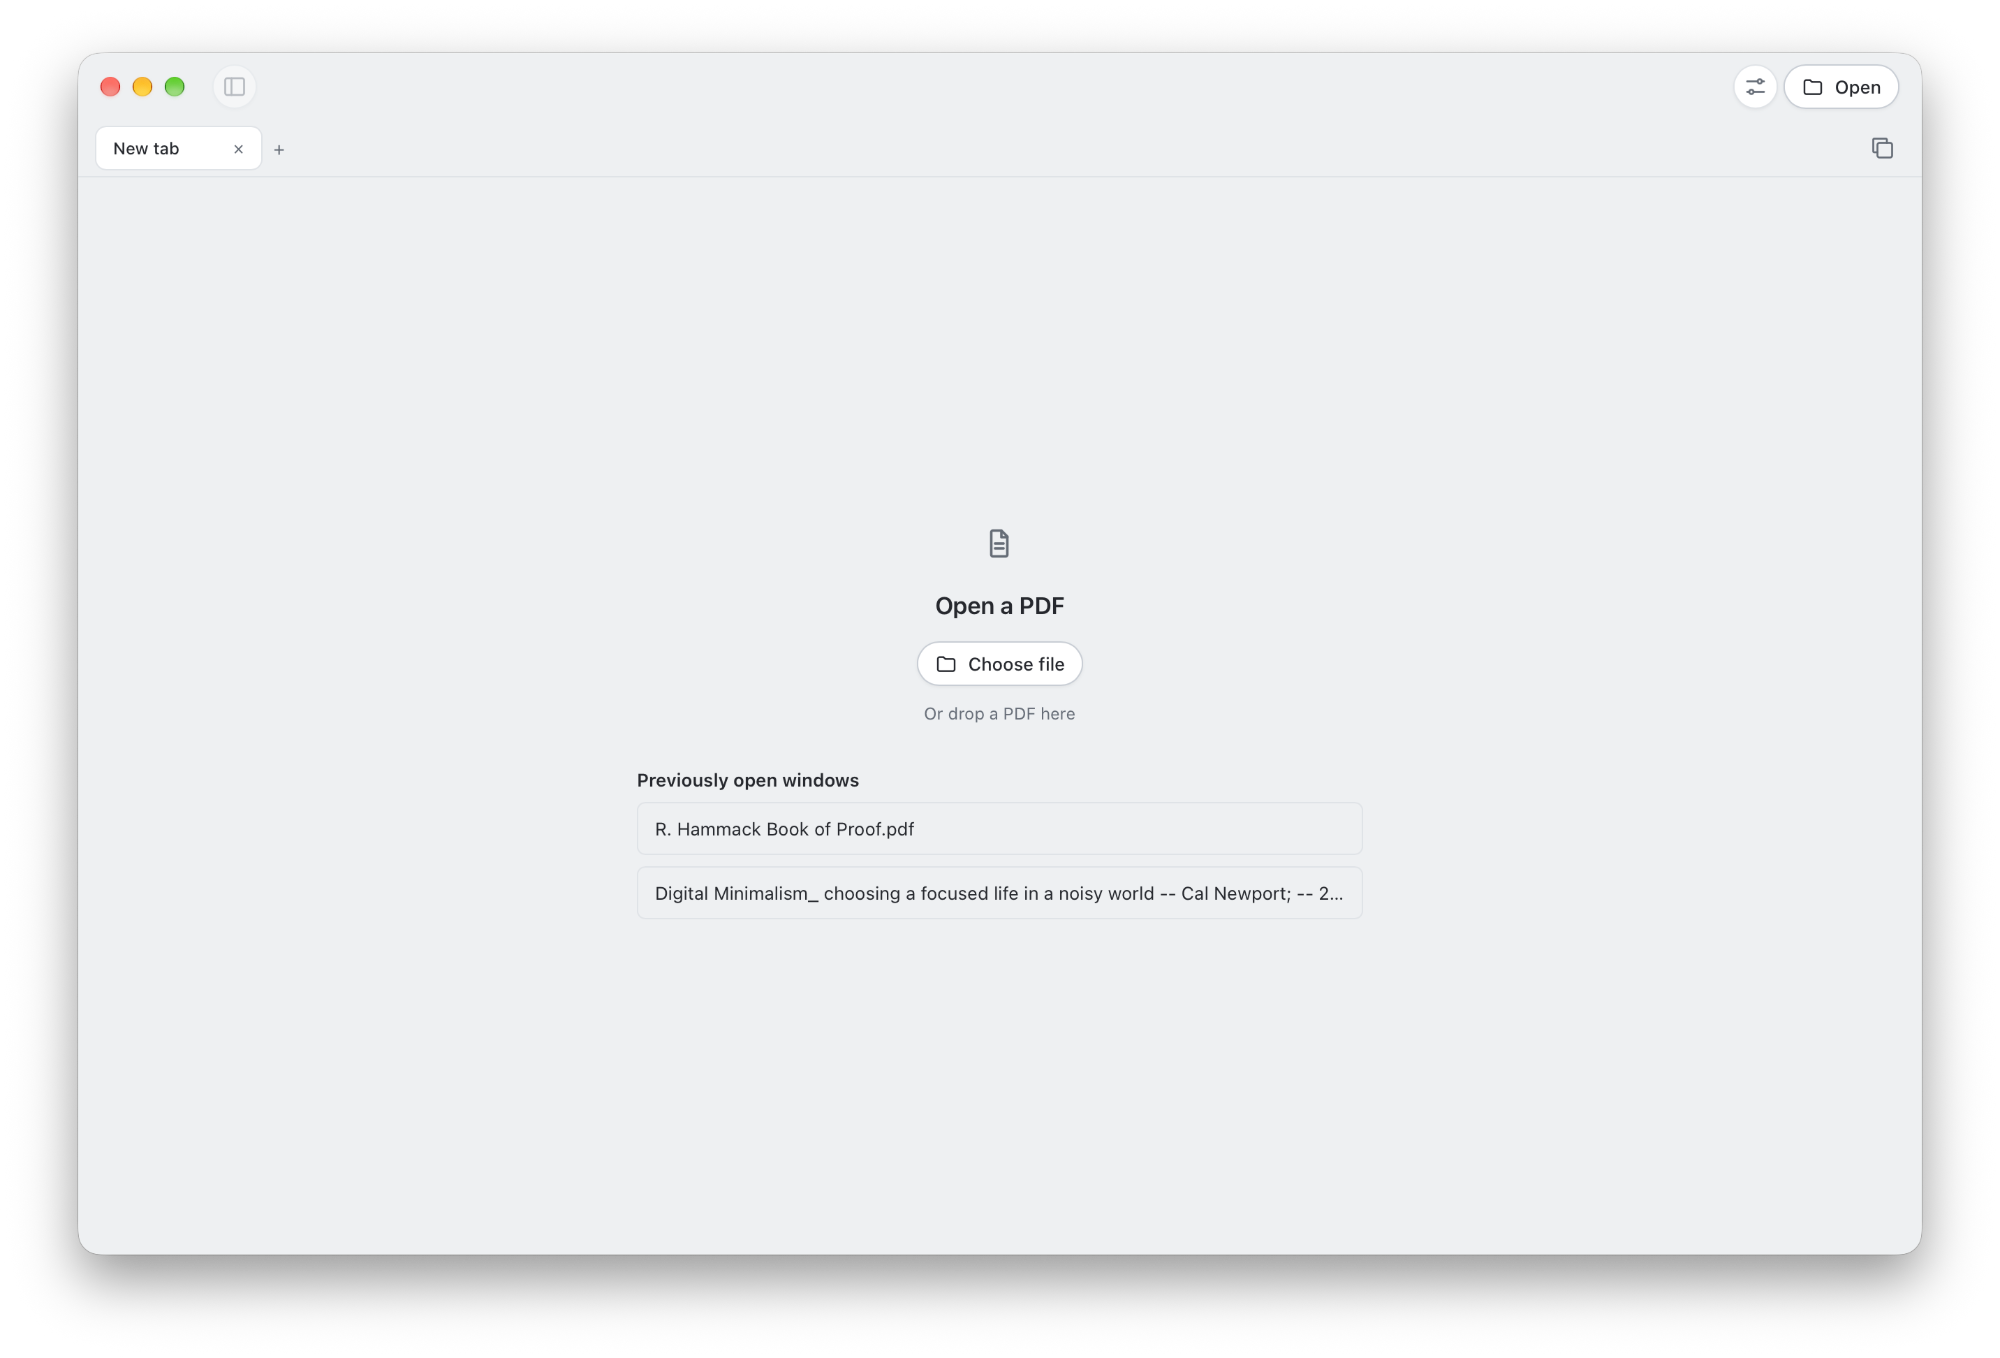 Open
New tab
Open a PDF
Choose file
Or drop a PDF here
Previously open windows
R. Hammack Book of Proof.pdf
Digital Minimalism_ choosing a focused life in a noisy world -- Cal Newport; -- 2...